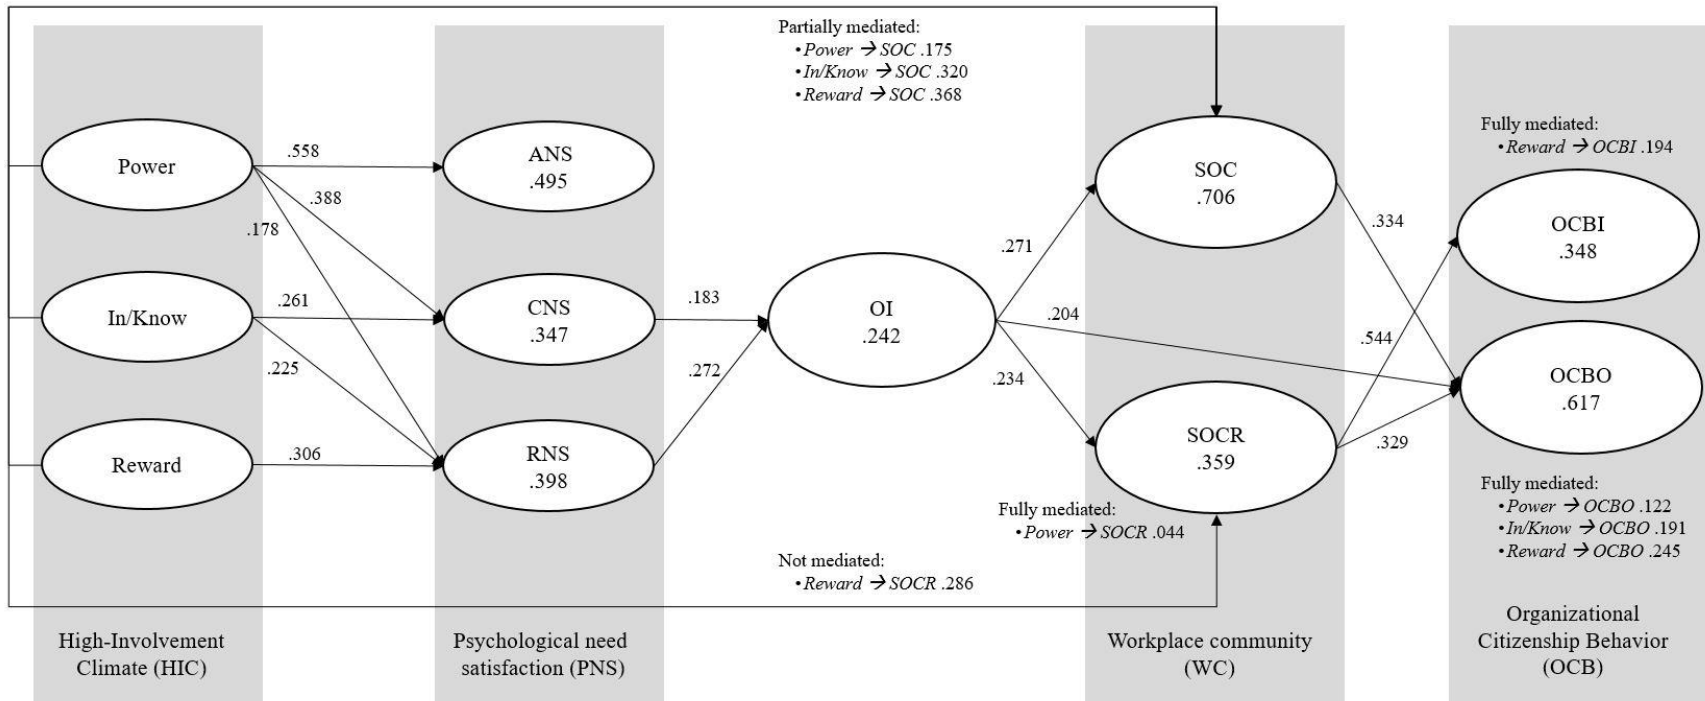 Partially mediated:
• Power → SOC .175
• In/Know → SOC .320
• Reward → SOC .368
Fully mediated:
• Reward → OCBI .194
Power
In/Know
Reward
.558
.388
.178
.261
.225
.306
ANS
.495
CNS
.347
RNS
.398
.183
.272
OI
.242
.271
.204
.234
SOC
.706
SOCR
.359
.334
.544
.329
OCBI
.348
OCBO
.617
Fully mediated:
• Power → SOCR .044
Not mediated:
• Reward → SOCR .286
Fully mediated:
• Power → OCBO .122
• In/Know → OCBO .191
• Reward → OCBO .245
High-Involvement
Climate (HIC)
Psychological need
satisfaction (PNS)
Workplace community
(WC)
Organizational
Citizenship Behavior
(OCB)